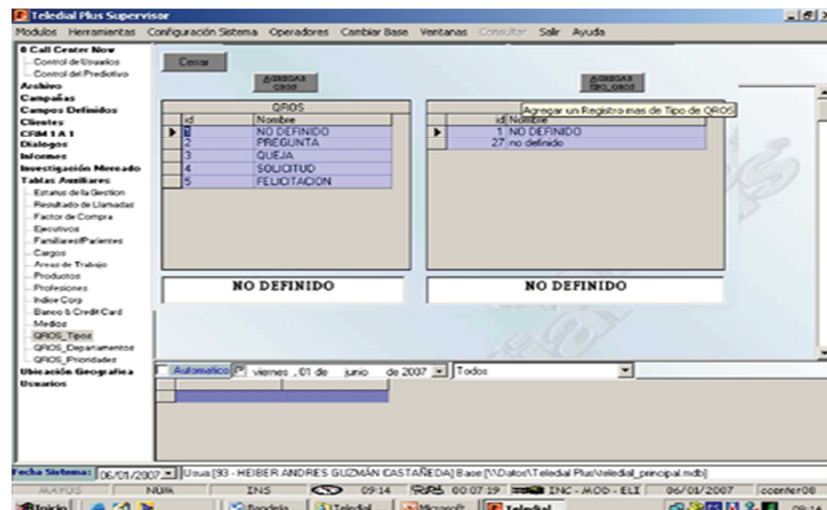 Teledial Plus Supervisor
Modulos Herramientas Configuración Sistema Operadores Cambiar Base Ventanas Consultar Salir Ayuda
0 Call Center Now
Control de Usuarios
Control del Predictivo
Archivo
Campañas
Campos Definidos
Clientes
CRM 1 A 1
Dialogos
Informes
Investigación Mercado
Tablas Auxiliares
Estatus de la Gestion
Resultado de Llamadas
Factor de Compra
Ejecutivos
Familiares/Parientes
Cargos
Areas de Trabajo
Productos
Profesiones
Indice Corp
Banco & Credit Card
Medios
QROS_Tipos
QROS_Departamentos
QROS_Prioridades
Ubicación Geografica
Usuarios
Cerrar
AGREGAR QROS
AGREGAR TIPO_QROS
QROS
Agregar un Registro mas de Tipo de QROS
id Nombre
1 NO DEFINIDO
2 PREGUNTA
3 QUEJA
4 SOLICITUD
5 FELICITACION
id Nombre
1 NO DEFINIDO
27 no definido
NO DEFINIDO
NO DEFINIDO
Automatico viernes , 01 de junio de 2007 Todos
Fecha Sistema: 06/01/2007 Usua [93 - HEIBER ANDRES GUZMÁN CASTAÑEDA] Base [\\Datos\Teledial Plus\teledial_principal.mdb]
MAYUS NUM INS 09:14 00:07:19 INC - MOD - ELI 06/01/2007 ccenter08
Inicio Bandeja Teledial Microsoft Teledial 09:14